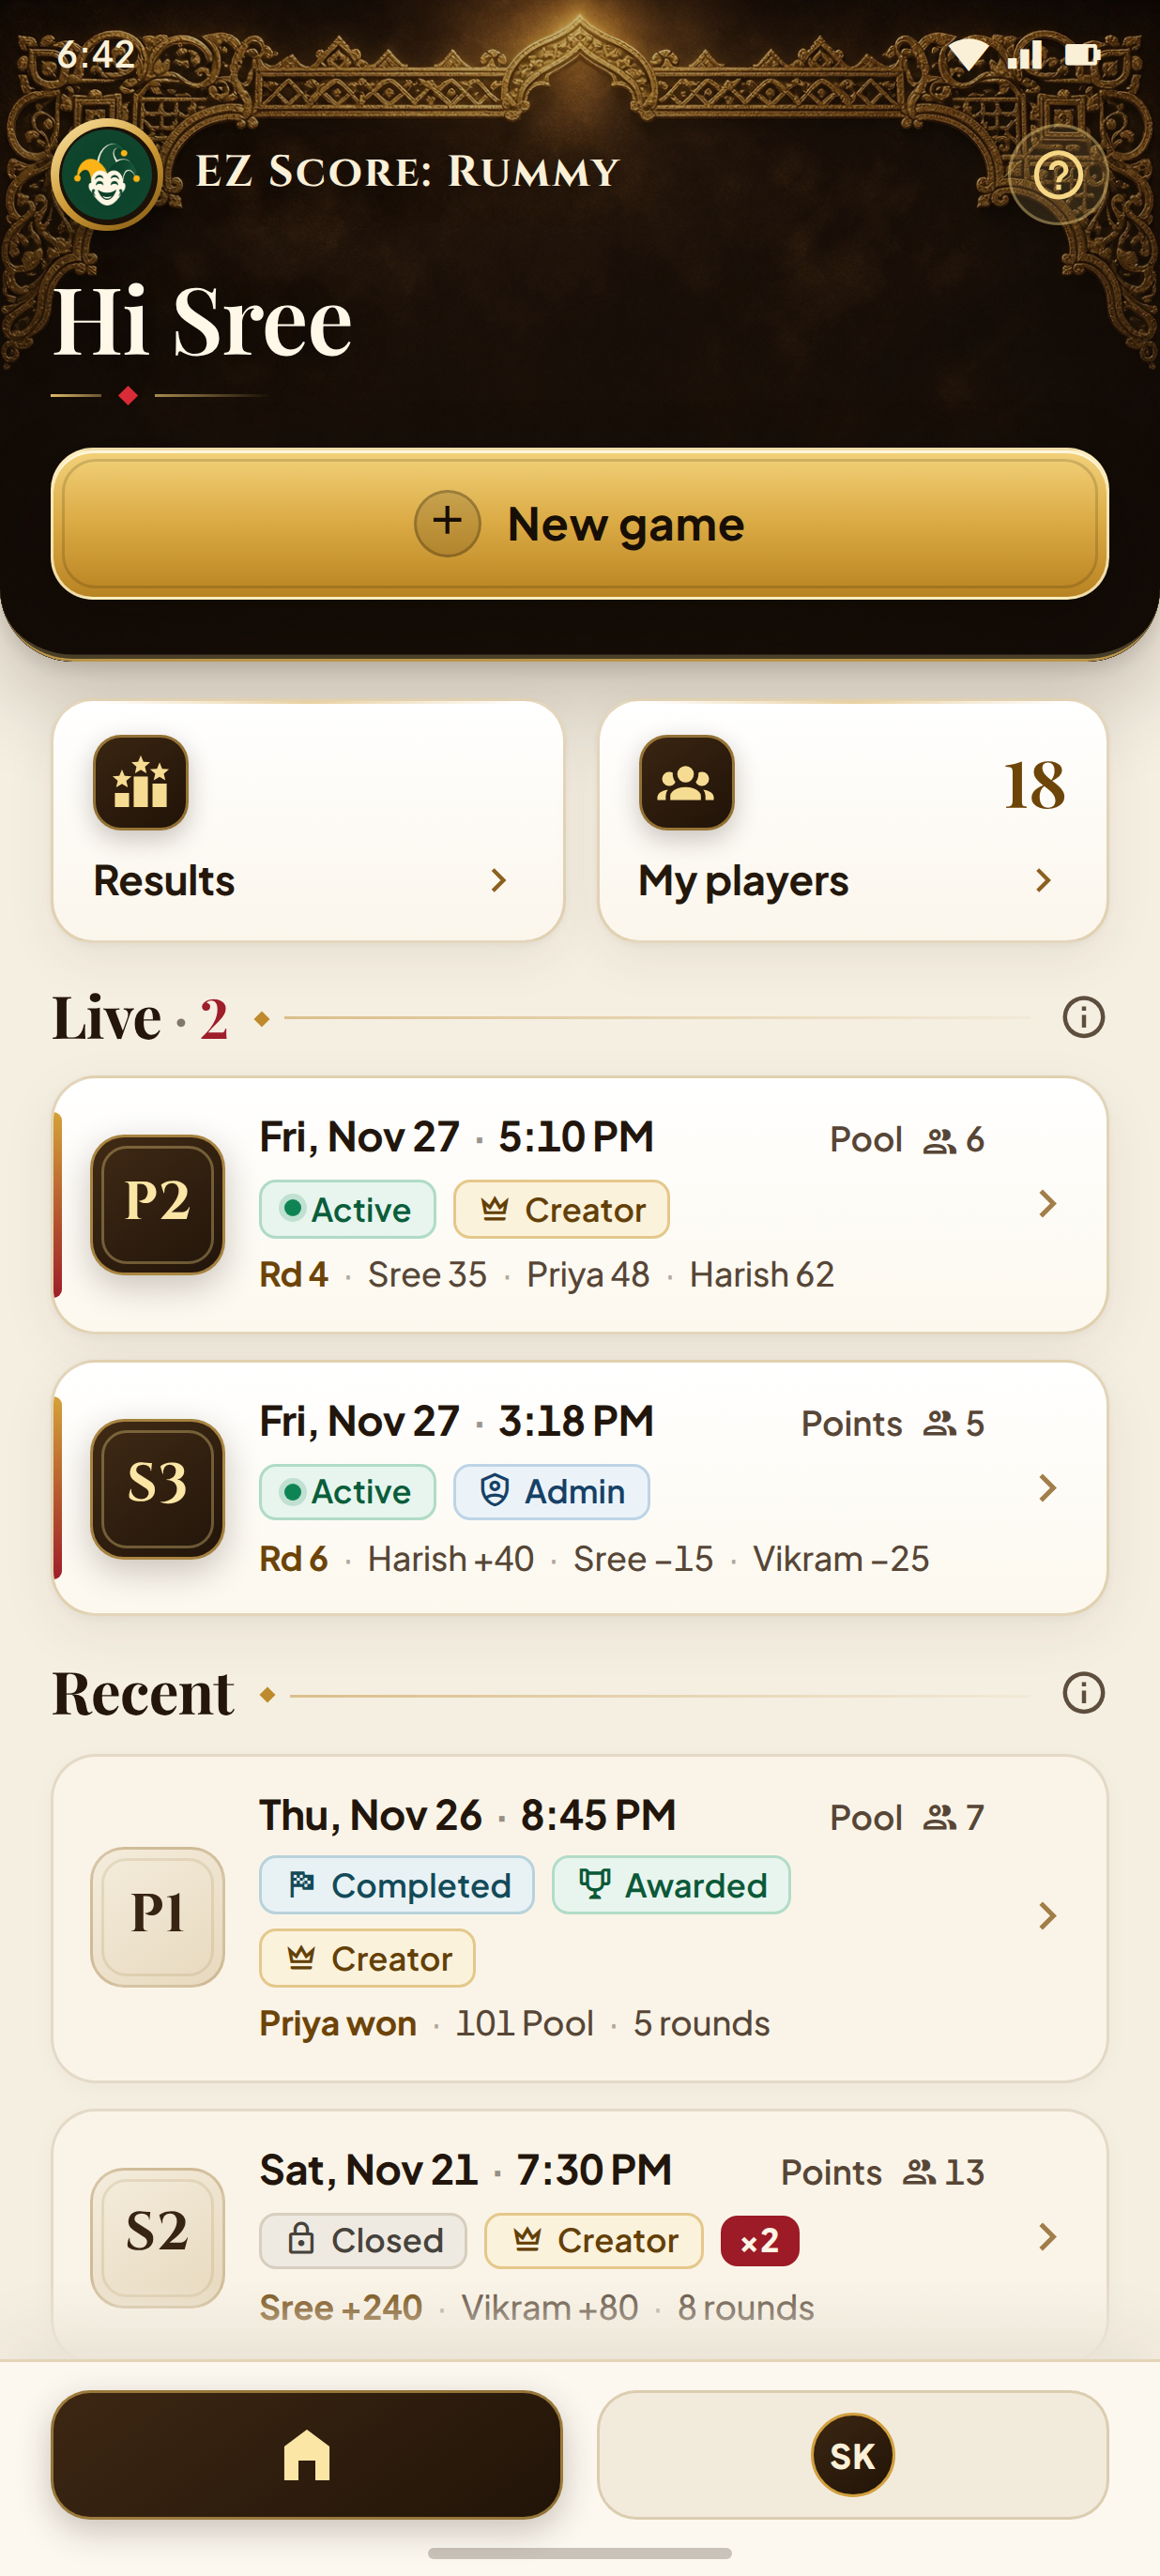 6:42
EZ Score: Rummy
Hi Sree
+ New game
18
Results
My players
Live · 2
P2
Fri, Nov 27 · 5:10 PM
Pool 6
Active
Creator
Rd 4 · Sree 35 · Priya 48 · Harish 62
S3
Fri, Nov 27 · 3:18 PM
Points 5
Active
Admin
Rd 6 · Harish +40 · Sree −15 · Vikram −25
Recent
P1
Thu, Nov 26 · 8:45 PM
Pool 7
Completed
Awarded
Creator
Priya won · 101 Pool · 5 rounds
S2
Sat, Nov 21 · 7:30 PM
Points 13
Closed
Creator
×2
Sree +240 · Vikram +80 · 8 rounds
SK